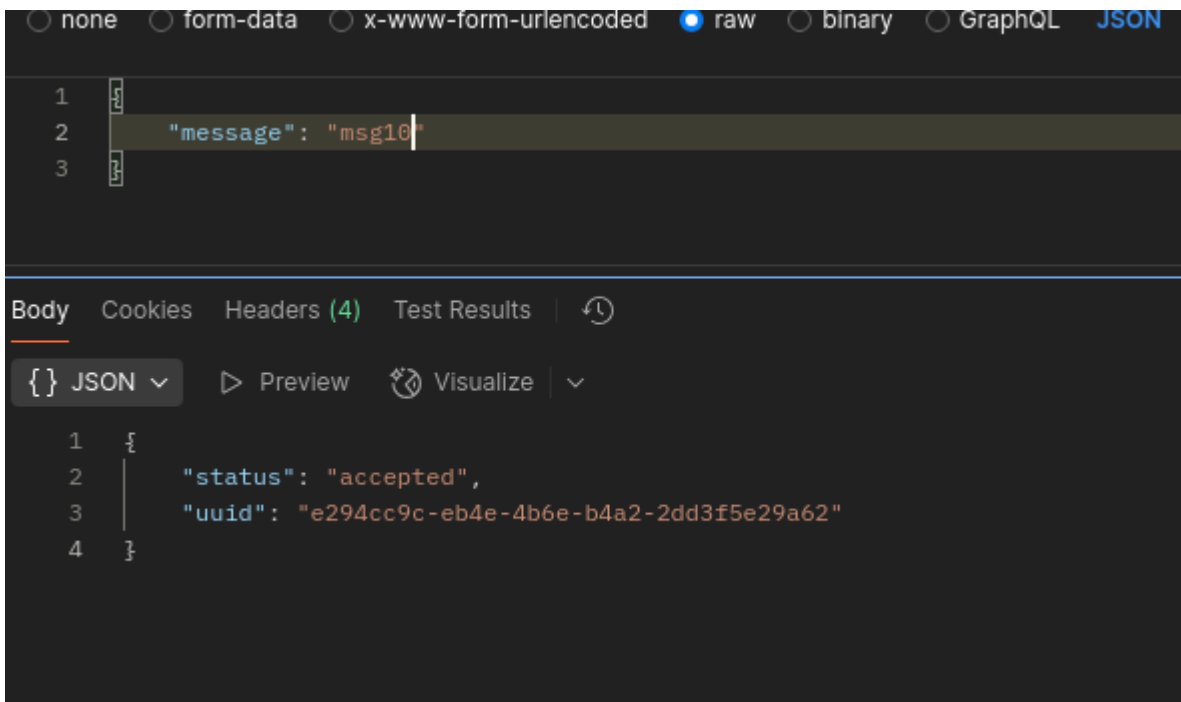 none form-data x-www-form-urlencoded raw binary GraphQL JSON
1 {
2 "message": "msg10"
3 }
Body Cookies Headers (4) Test Results
{} JSON Preview Visualize
1 {
2 "status": "accepted",
3 "uuid": "e294cc9c-eb4e-4b6e-b4a2-2dd3f5e29a62"
4 }